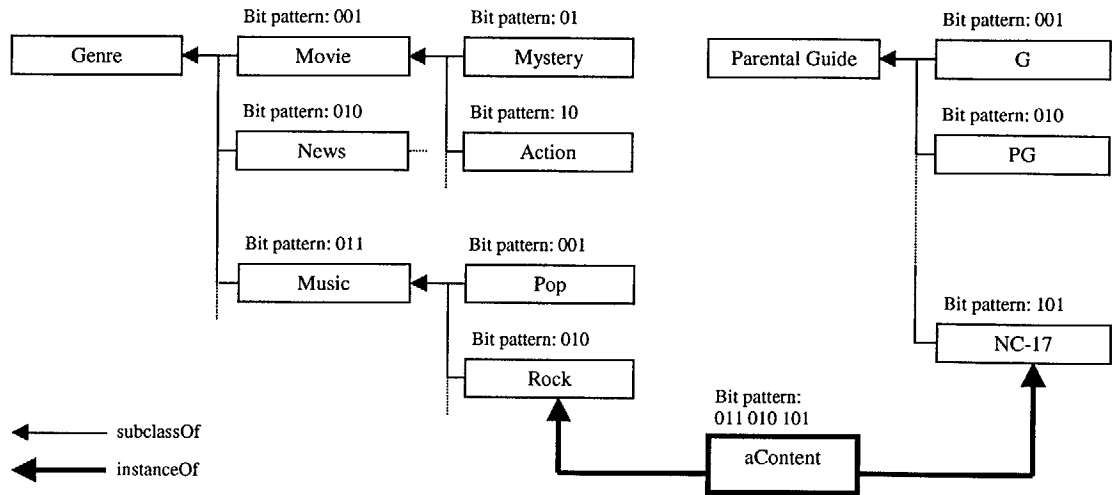 Bit pattern: 001
Bit pattern: 01
Bit pattern: 001
Genre
Movie
Mystery
Parental Guide
G
Bit pattern: 010
Bit pattern: 10
Bit pattern: 010
News
Action
PG
Bit pattern: 011
Bit pattern: 001
Music
Pop
Bit pattern: 101
NC-17
Bit pattern: 010
Rock
Bit pattern:
011 010 101
aContent
subclassOf
instanceOf